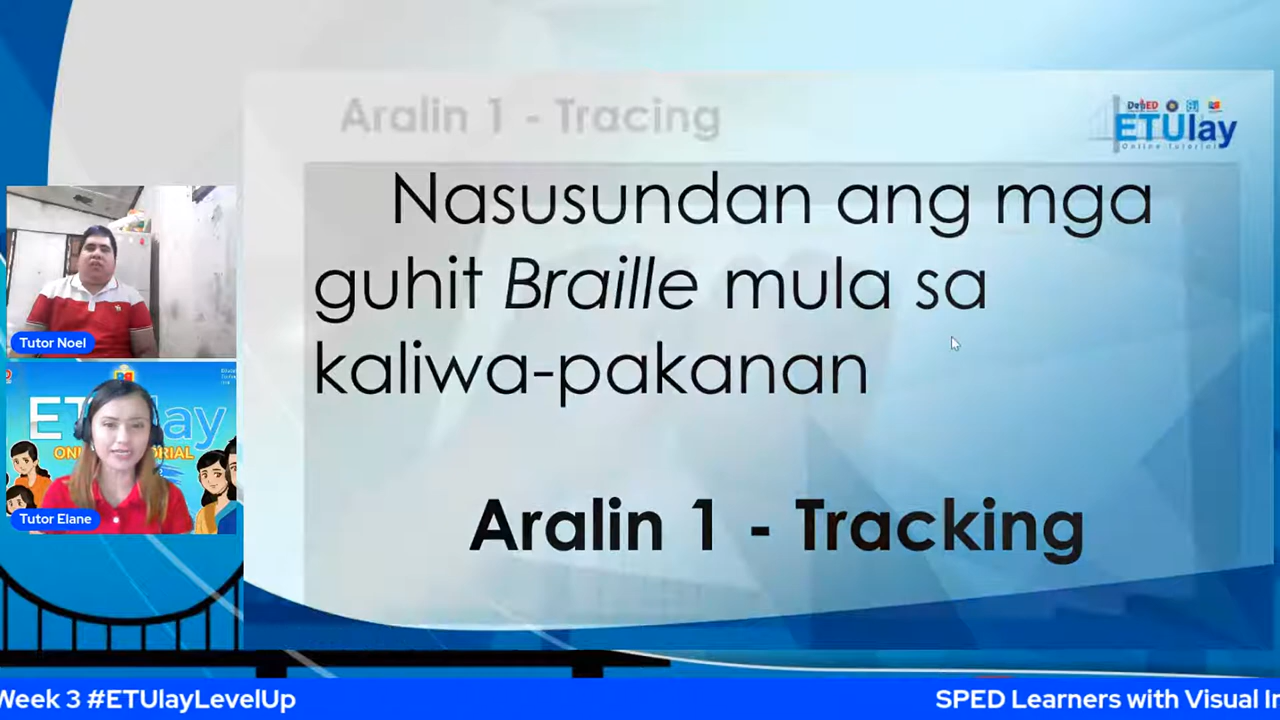 Aralin 1 - Tracing
DepED
ETUlay
Online Tutorial
Nasusundan ang mga
guhit Braille mula sa
kaliwa-pakanan
Aralin 1 - Tracking
Tutor Noel
Tutor Elane
Week 3 #ETUlayLevelUp
SPED Learners with Visual